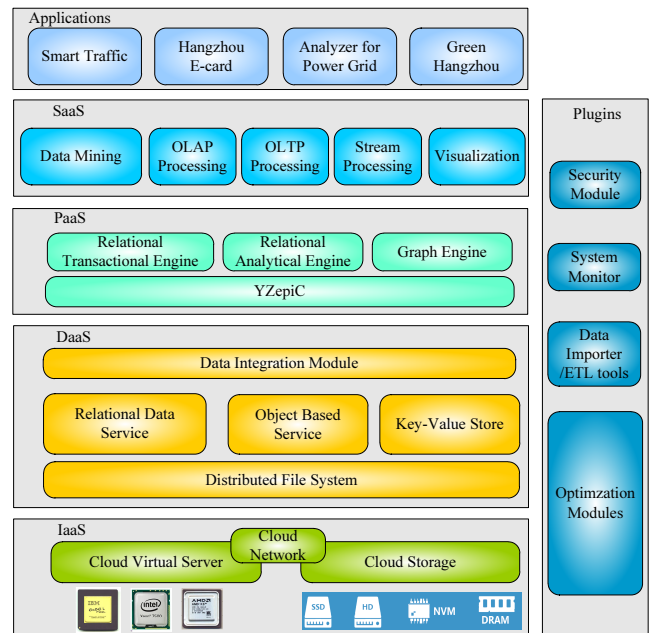 Applications
Smart Traffic
Hangzhou
E-card
Analyzer for
Power Grid
Green
Hangzhou
SaaS
Data Mining
OLAP
Processing
OLTP
Processing
Stream
Processing
Visualization
PaaS
Relational
Transactional Engine
Relational
Analytical Engine
Graph Engine
YZepiC
DaaS
Data Integration Module
Relational Data
Service
Object Based
Service
Key-Value Store
Distributed File System
IaaS
Cloud Virtual Server
Cloud
Network
Cloud Storage
IBM
intel
AMD
SSD
HD
NVM
DRAM
Plugins
Security
Module
System
Monitor
Data
Importer
/ETL tools
Optimzation
Modules